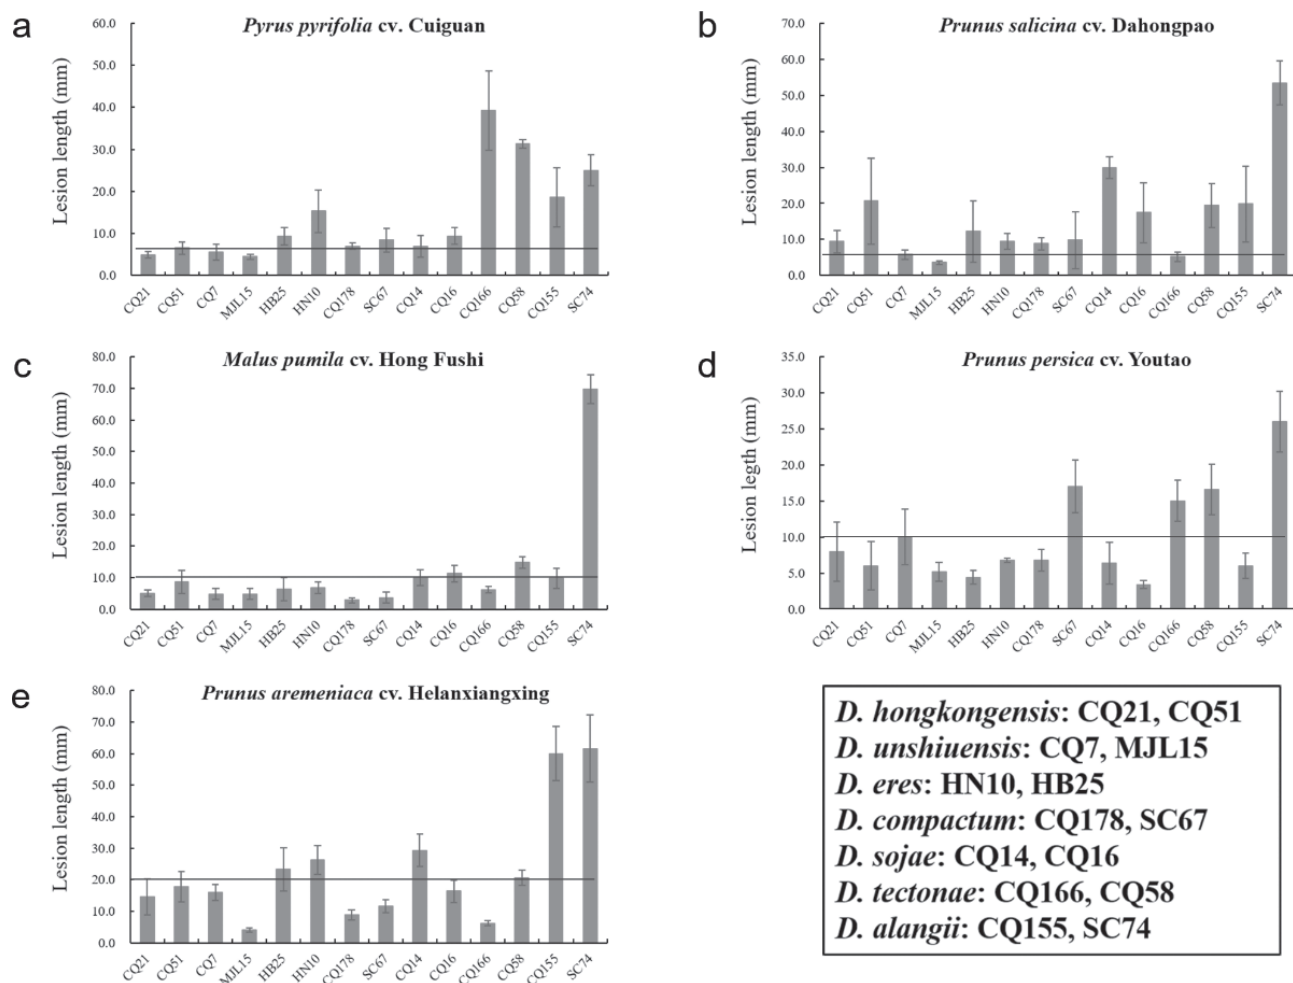 a
Pyrus pyrifolia cv. Cuiguan
Lesion length (mm)
60.0
50.0
40.0
30.0
20.0
10.0
0.0
CQ21 CQ51 CQ7 MJL15 HB25 HN10 CQ178 SC67 CQ14 CQ16 CQ166 CQ58 CQ155 SC74
b
Prunus salicina cv. Dahongpao
Lesion length (mm)
70.0
60.0
50.0
40.0
30.0
20.0
10.0
0.0
CQ21 CQ51 CQ7 MJL15 HB25 HN10 CQ178 SC67 CQ14 CQ16 CQ166 CQ58 CQ155 SC74
c
Malus pumila cv. Hong Fushi
Lesion length (mm)
80.0
70.0
60.0
50.0
40.0
30.0
20.0
10.0
0.0
CQ21 CQ51 CQ7 MJL15 HB25 HN10 CQ178 SC67 CQ14 CQ16 CQ166 CQ58 CQ155 SC74
d
Prunus persica cv. Youtao
Lesion legth (mm)
35.0
30.0
25.0
20.0
15.0
10.0
5.0
0.0
CQ21 CQ51 CQ7 MJL15 HB25 HN10 CQ178 SC67 CQ14 CQ16 CQ166 CQ58 CQ155 SC74
e
Prunus aremeniaca cv. Helanxiangxing
Lesion length (mm)
80.0
70.0
60.0
50.0
40.0
30.0
20.0
10.0
0.0
CQ21 CQ51 CQ7 MJL15 HB25 HN10 CQ178 SC67 CQ14 CQ16 CQ166 CQ58 CQ155 SC74
D. hongkongensis: CQ21, CQ51
D. unshiuensis: CQ7, MJL15
D. eres: HN10, HB25
D. compactum: CQ178, SC67
D. sojae: CQ14, CQ16
D. tectonae: CQ166, CQ58
D. alangii: CQ155, SC74